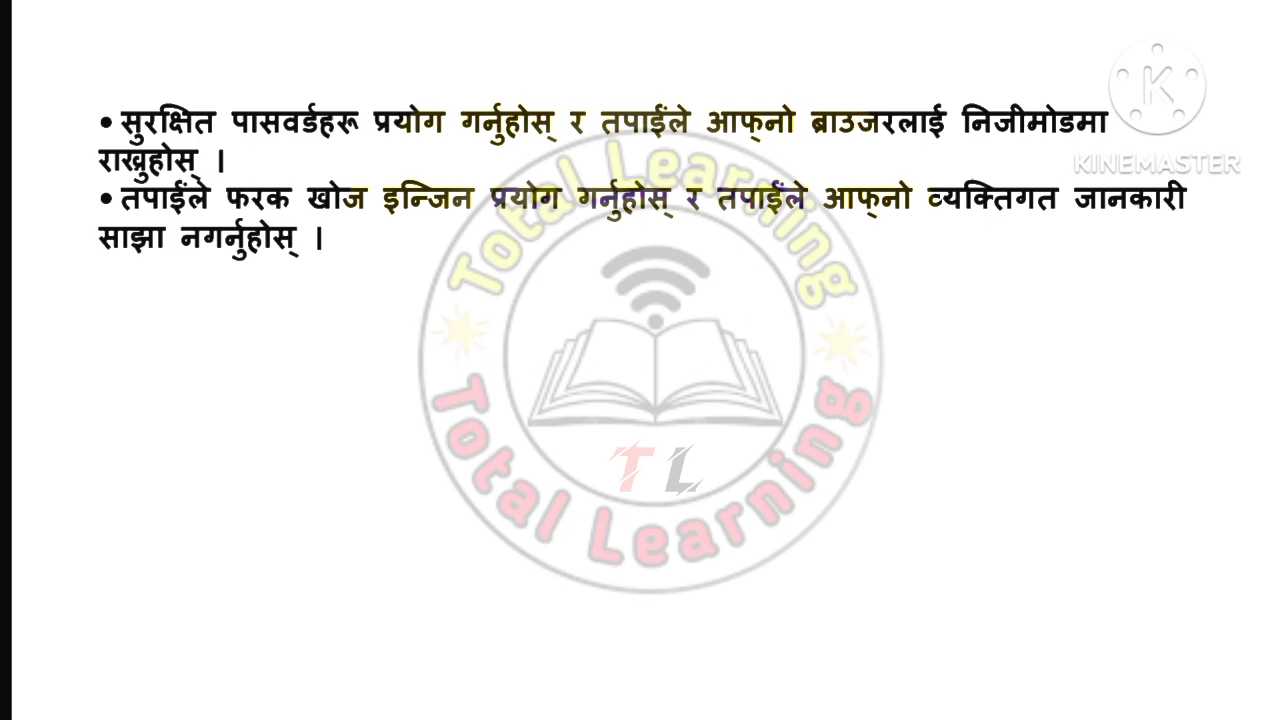 • सुरक्षित पासवर्डहरू प्रयोग गर्नुहोस् र तपाईंले आफ्नो ब्राउजरलाई निजीमोडमा
राख्नुहोस् ।
• तपाईंले फरक खोज इन्जिन प्रयोग गर्नुहोस् र तपाईंले आफ्नो व्यक्तिगत जानकारी
साझा नगर्नुहोस् ।
K
KINEMASTER
Total Learning
TL
Total Learning